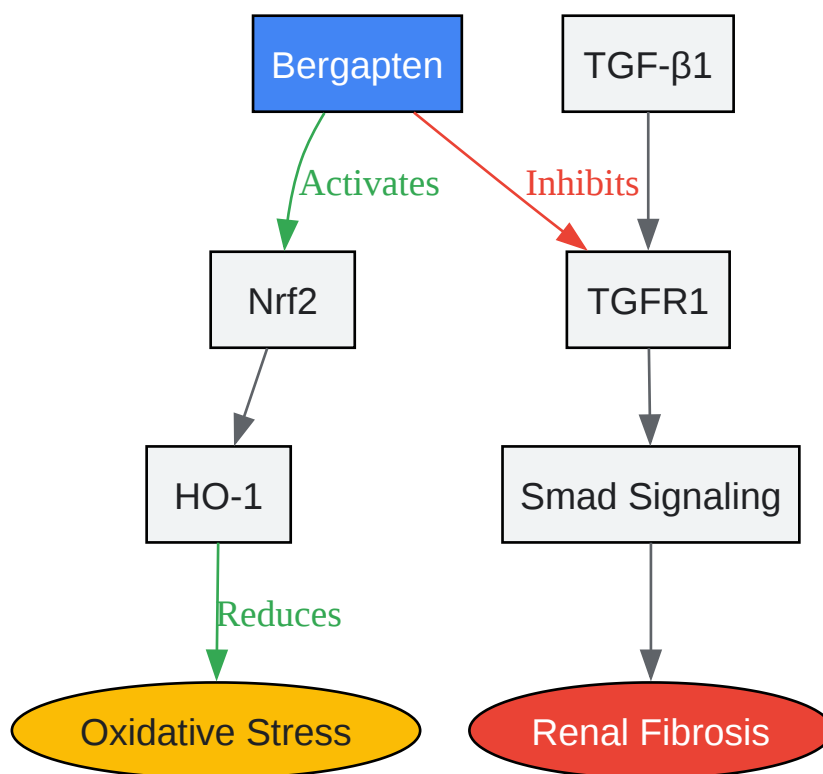 Bergapten
TGF-β1
Activates
Inhibits
Nrf2
TGFR1
HO-1
Smad Signaling
Reduces
Oxidative Stress
Renal Fibrosis